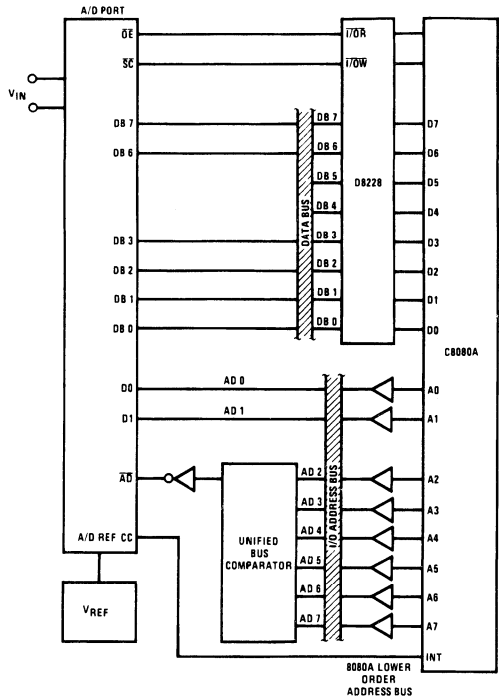 A/D PORT
OE
I/OR
SC
I/OW
VIN
DB 7
DB 7
D7
DB 6
DB 6
D6
DB 5
D8228
D5
DB 4
D4
DATA BUS
DB 3
DB 3
D3
DB 2
DB 2
D2
DB 1
DB 1
D1
DB 0
DB 0
D0
C8080A
D0
AD 0
A0
D1
AD 1
A1
AD
AD 2
A2
AD 3
A3
I/O ADDRESS BUS
A/D REF CC
UNIFIED
BUS
COMPARATOR
AD 4
A4
AD 5
A5
VREF
AD 6
A6
AD 7
A7
INT
8080A LOWER
ORDER
ADDRESS BUS